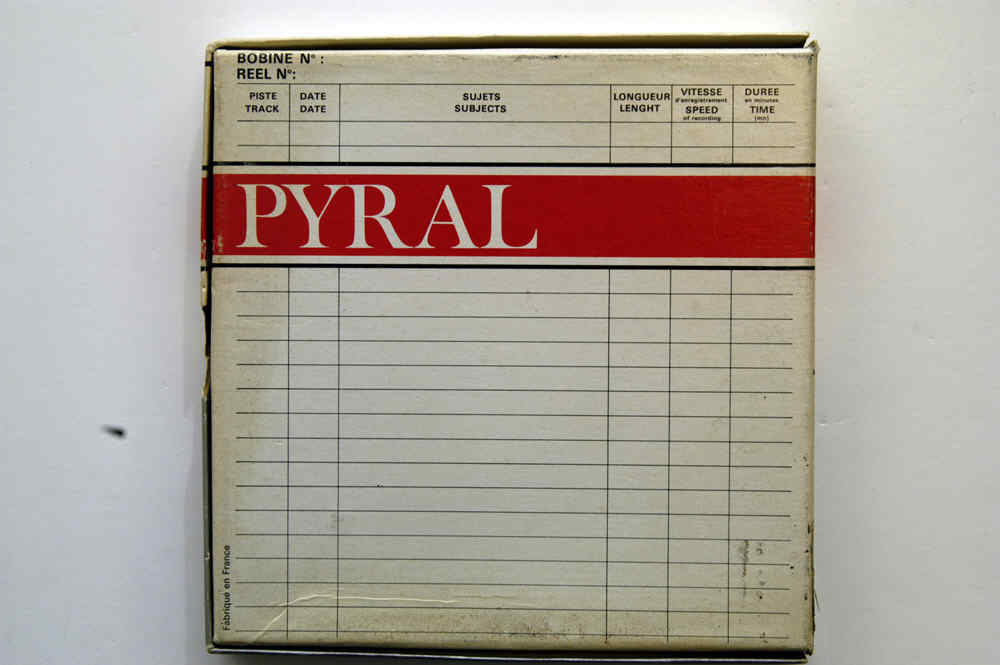 BOBINE N° :
REEL N°:
PISTE DATE SUJETS LONGUEUR VITESSE DUREE
d'enregistrement en minutes
TRACK DATE SUBJECTS LENGHT SPEED TIME
of recording (mn)
PYRAL
Fabriqué en France